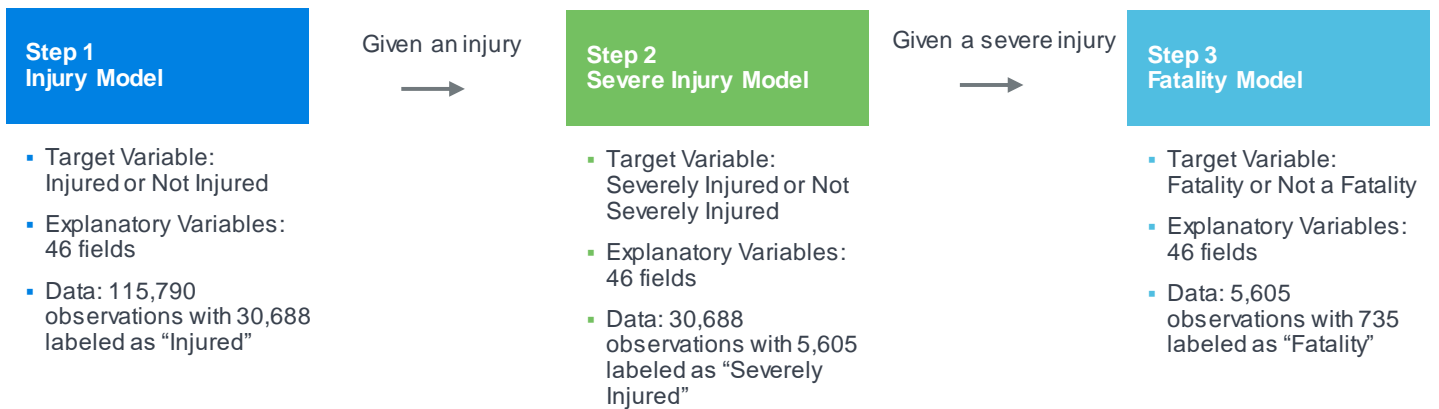 Step 1
Injury Model
Given an injury
Step 2
Severe Injury Model
Given a severe injury
Step 3
Fatality Model
▪ Target Variable:
Injured or Not Injured
▪ Explanatory Variables:
46 fields
▪ Data: 115,790
observations with 30,688
labeled as “Injured”
▪ Target Variable:
Severely Injured or Not
Severely Injured
▪ Explanatory Variables:
46 fields
▪ Data: 30,688
observations with 5,605
labeled as “Severely
Injured”
▪ Target Variable:
Fatality or Not a Fatality
▪ Explanatory Variables:
46 fields
▪ Data: 5,605
observations with 735
labeled as “Fatality”